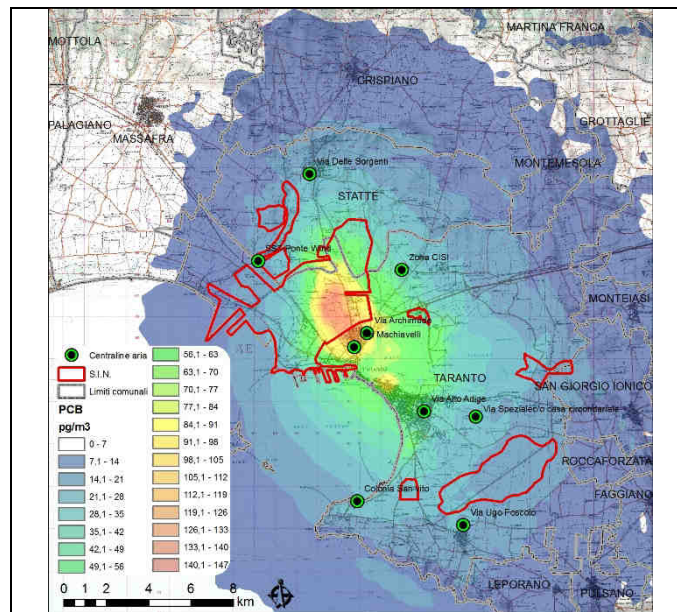 MARTINA FRANCA
MOTTOLA
CRISPIANO
GROTTAGLIE
PALAGIANO
MASSAFRA
MONTEMESOLA
Via Delle Sorgenti
STATTE
SS7 Ponte Wind
Zona CISI
MONTEIASI
Via Archimede
Machiavelli
TARANTO
SAN GIORGIO IONICO
Via Alto Adige
Via Speziale c/o casa circondariale
ROCCAFORZATA
FAGGIANO
Colonia San Vito
Via Ugo Foscolo
LEPORANO
PULSANO
Centraline aria
S.I.N.
Limiti comunali
PCB
pg/m3
0 - 7
7,1 - 14
14,1 - 21
21,1 - 28
28,1 - 35
35,1 - 42
42,1 - 49
49,1 - 56
56,1 - 63
63,1 - 70
70,1 - 77
77,1 - 84
84,1 - 91
91,1 - 98
98,1 - 105
105,1 - 112
112,1 - 119
119,1 - 126
126,1 - 133
133,1 - 140
140,1 - 147
0 2 4 6 8
km